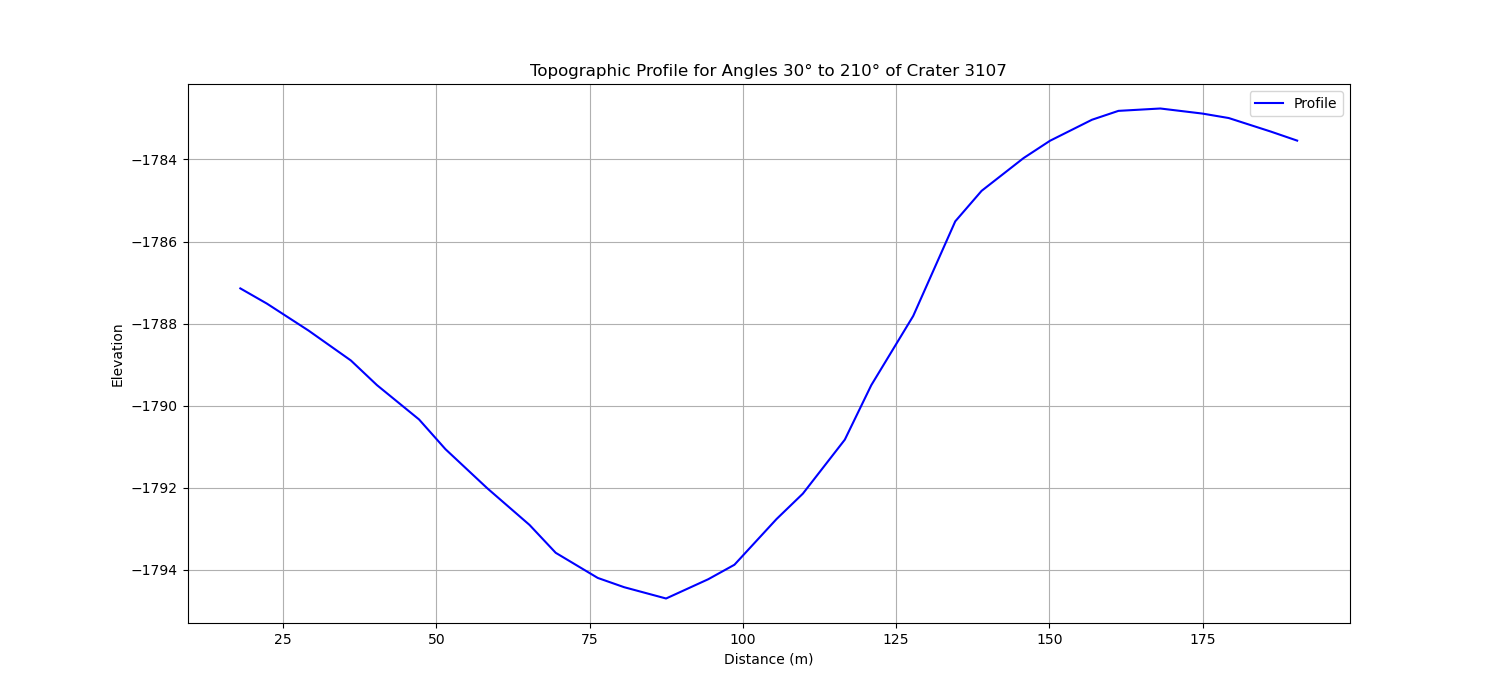 Topographic Profile for Angles 30° to 210° of Crater 3107
Profile
−1784
−1786
−1788
−1790
−1792
−1794
Elevation
25 50 75 100 125 150 175
Distance (m)